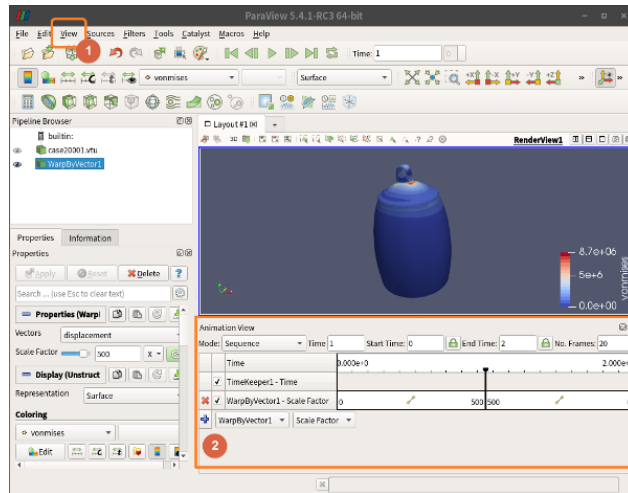 ParaView 5.4.1-RC3 64-bit
File Edit View Sources Filters Tools Catalyst Macros Help
1
Time: 1
vonmises Surface
Pipeline Browser
Layout #1
builtin:
case20001.vtu
WarpByVector1
3D
RenderView1
Properties Information
Properties
Apply Reset Delete ?
Search ... (use Esc to clear text)
Properties (Warp
Vectors displacement
Scale Factor 500 X
Display (Unstruct
Representation Surface
Coloring
vonmises
Edit
8.7e+06
5e+6
0.0e+00
vonmises
Animation View
Mode: Sequence Time 1 Start Time: 0 End Time: 2 No. Frames: 20
Time 0.000e+0 2.000e+
TimeKeeper1 - Time
WarpByVector1 - Scale Factor 0 500 500
WarpByVector1 Scale Factor
2